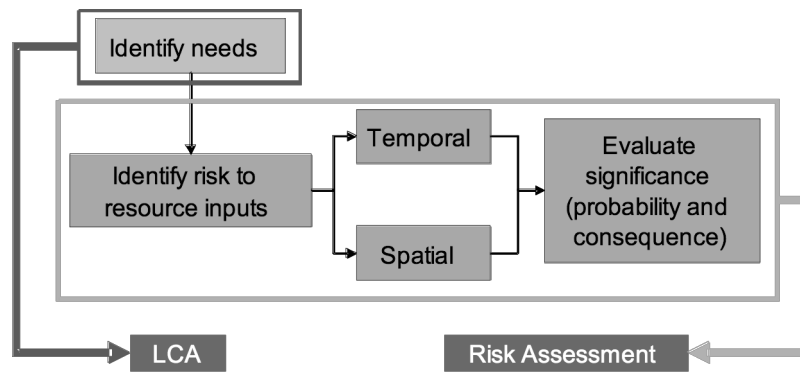 Identify needs
Identify risk to
resource inputs
Temporal
Spatial
Evaluate
significance
(probability and
consequence)
LCA
Risk Assessment